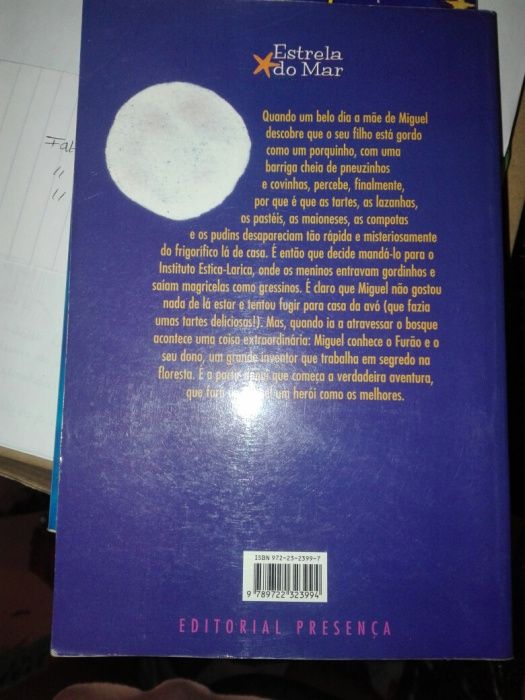 Estrela
do Mar
Quando um belo dia a mãe de Miguel
descobre que o seu filho está gordo
como um porquinho, com uma
barriga cheia de pneuzinhos
e covinhas, percebe, finalmente,
por que é que as tartes, as lazanhas,
os pastéis, as maioneses, as compotas
e os pudins desapareciam tão rápida e misteriosamente
do frigorífico lá de casa. É então que decide mandá-lo para o
Instituto Estica-Larica, onde os meninos entravam gordinhos e
saíam magricelas como gressinos. É claro que Miguel não gostou
nada de lá estar e tentou fugir para casa da avó (que fazia
umas tartes deliciosas!). Mas, quando ia a atravessar o bosque
acontece uma coisa extraordinária: Miguel conhece o Furão e o
seu dono, um grande inventor que trabalha em segredo na
floresta. É a partir daqui que começa a verdadeira aventura,
que fará um herói como os melhores.
ISBN 972-23-2399-7
9 789722 323994
EDITORIAL PRESENÇA